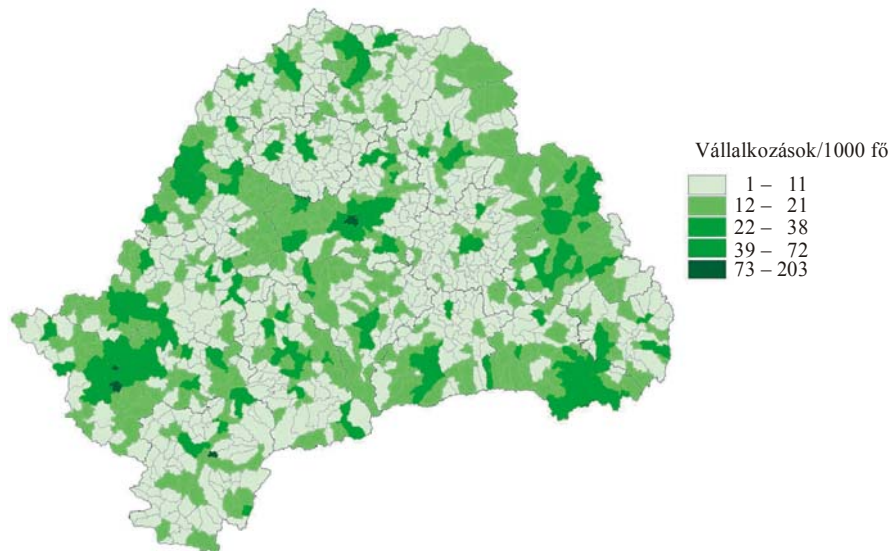 Vállalkozások/1000 fő
1 – 11
12 – 21
22 – 38
39 – 72
73 – 203